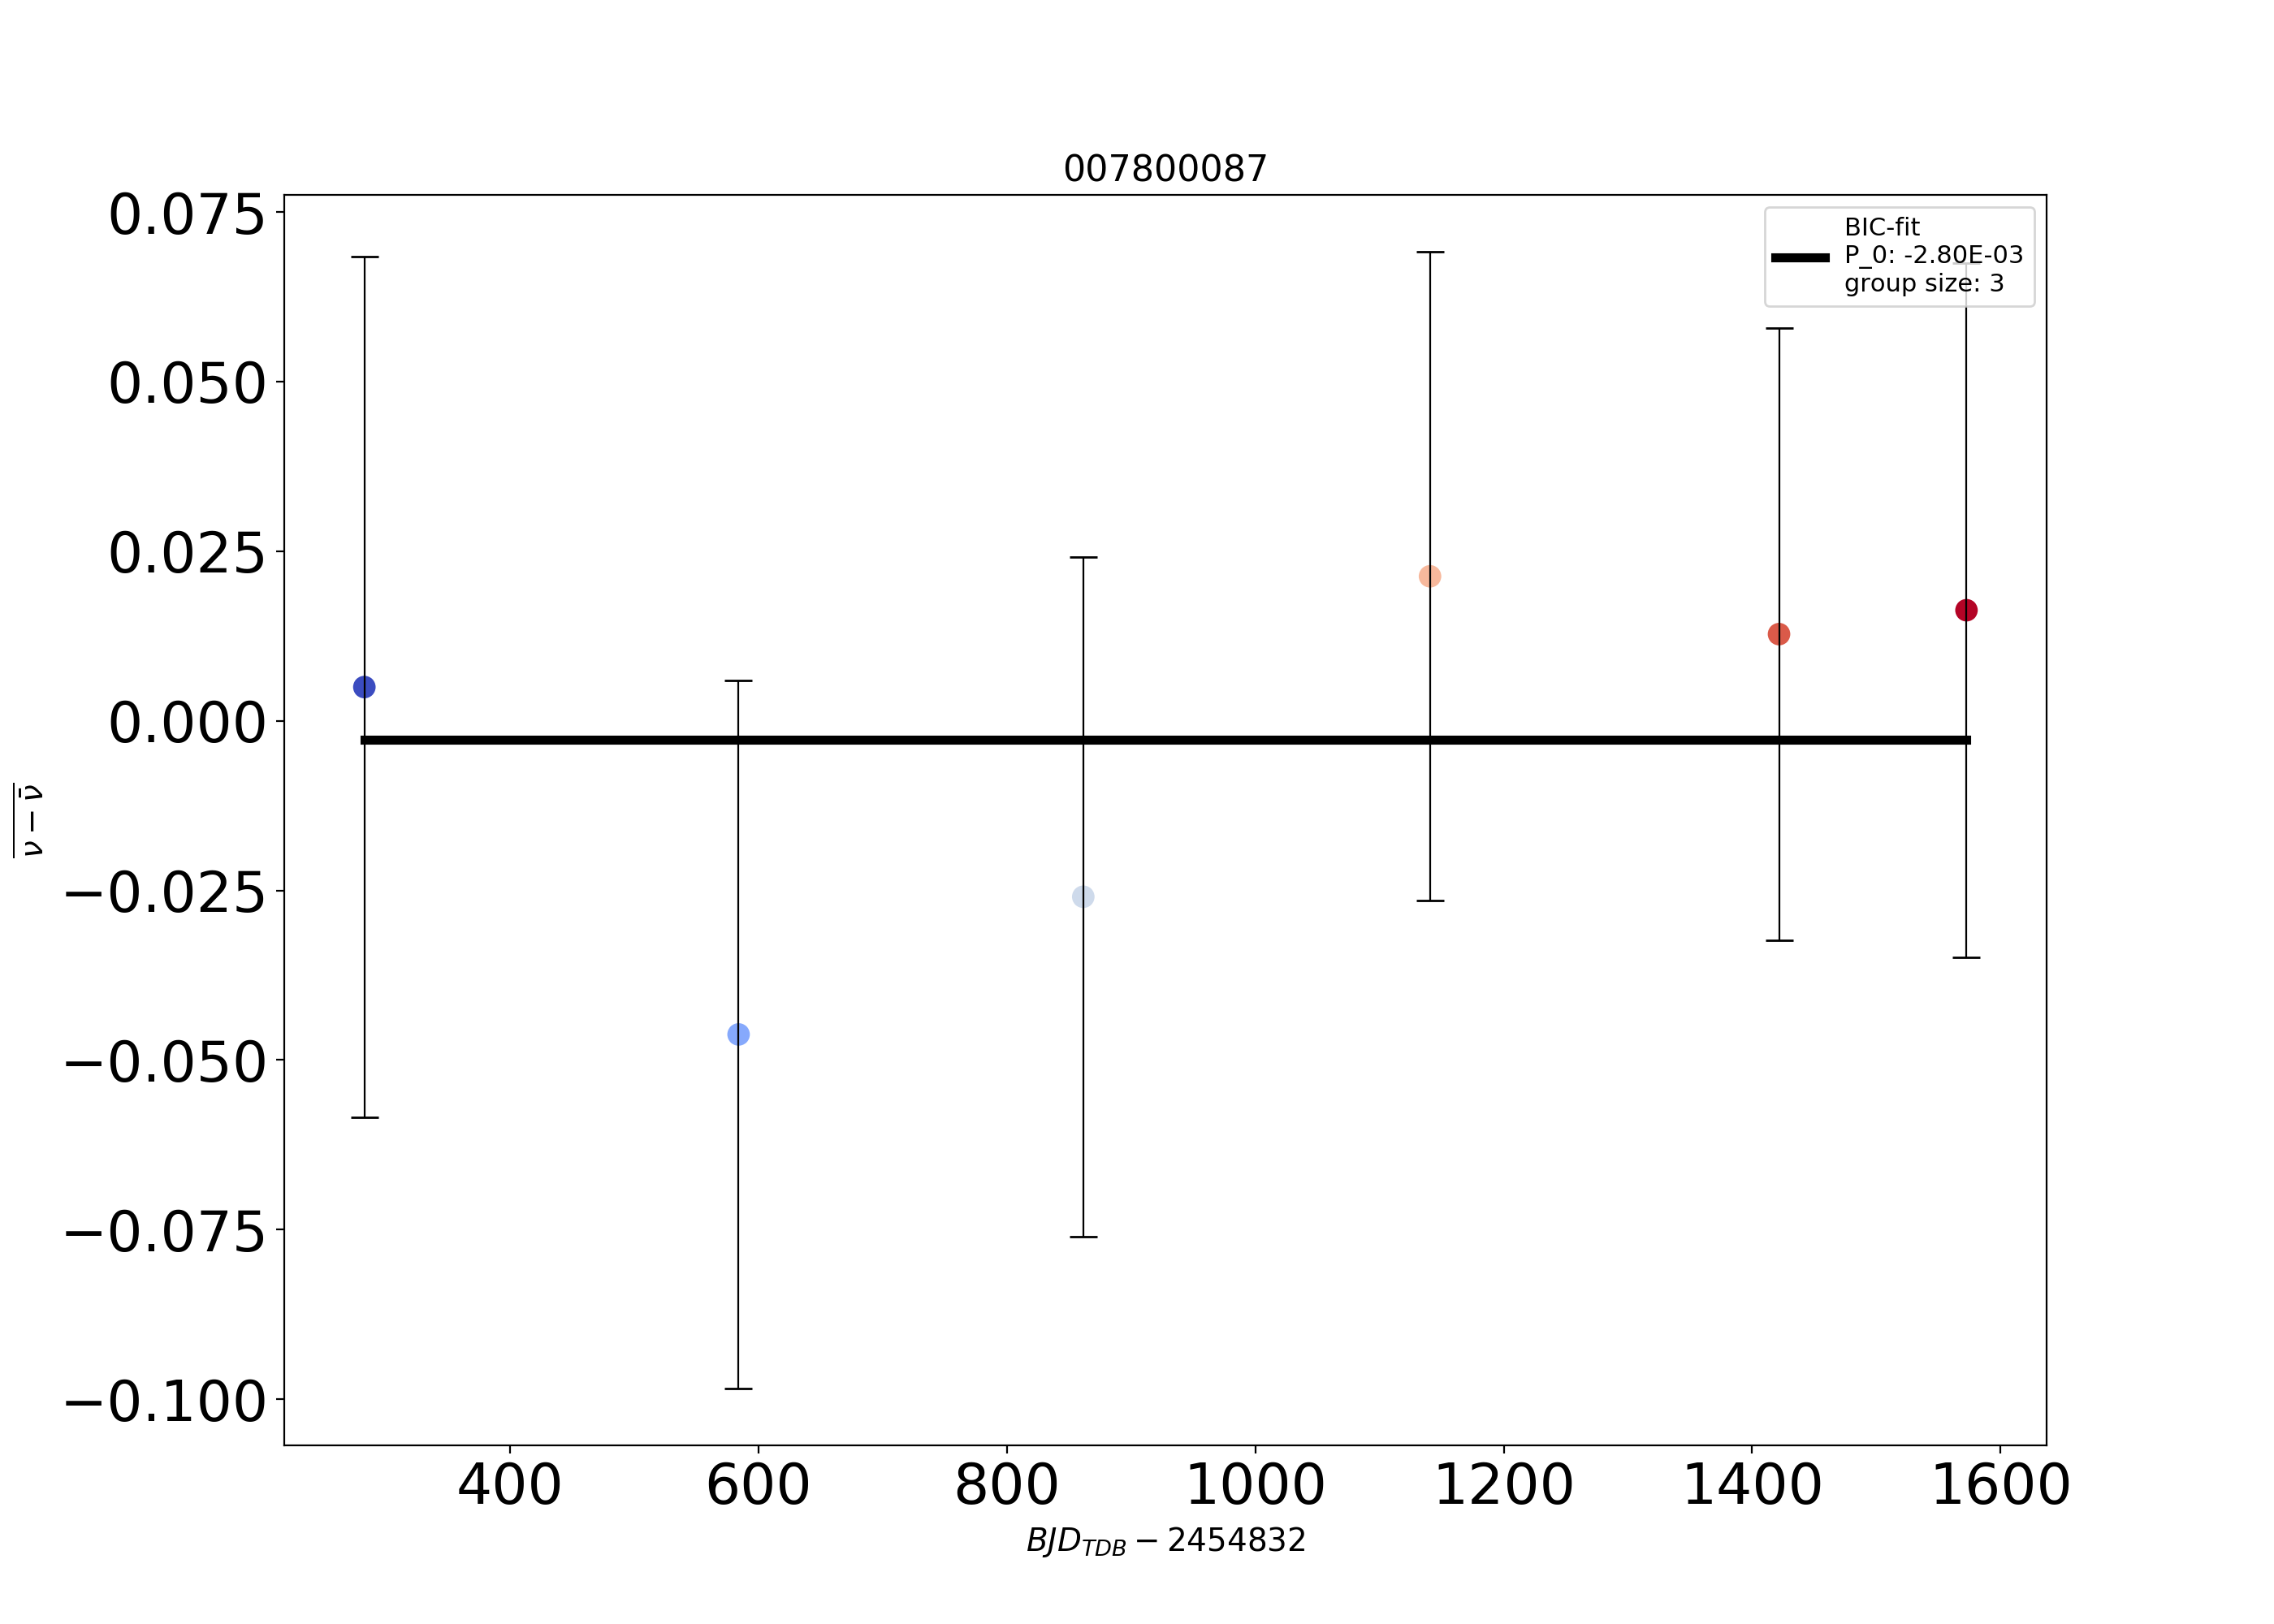 007800087
BIC-fit
P_0: -2.80E-03
group size: 3
0.075
0.050
0.025
0.000
−0.025
−0.050
−0.075
−0.100
ν − ν̄
400 600 800 1000 1200 1400 1600
BJD_TDB − 2454832